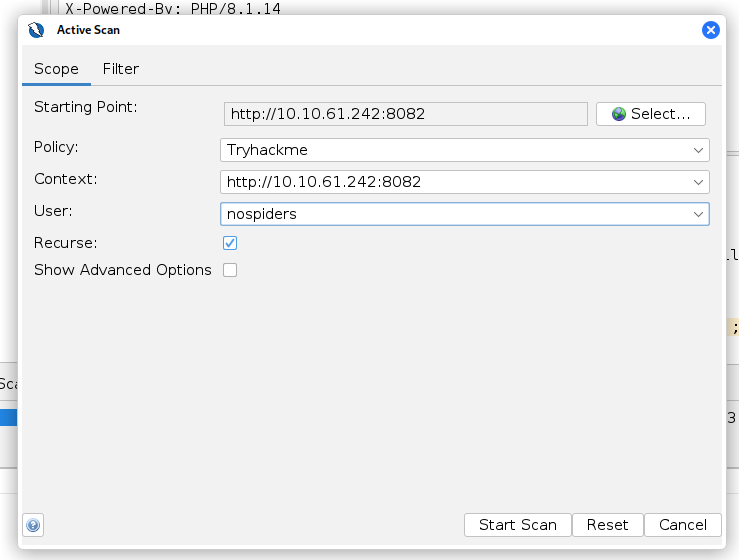 X-Powered-By: PHP/8.1.14
Active Scan
Scope Filter
Starting Point: http://10.10.61.242:8082 Select...
Policy: Tryhackme
Context: http://10.10.61.242:8082
User: nospiders
Recurse:
Show Advanced Options
;
3
Start Scan Reset Cancel